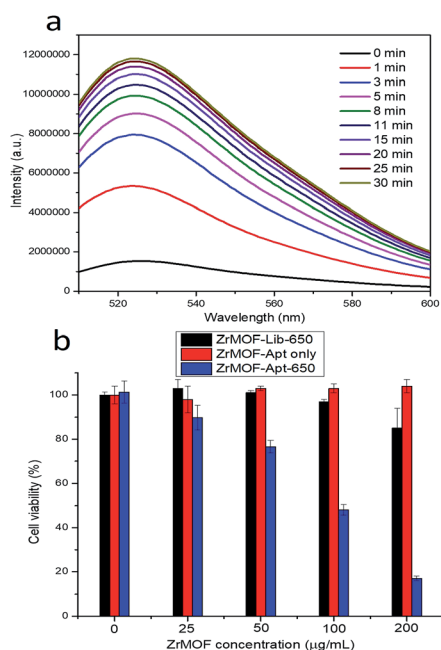 a
12000000
10000000
8000000
6000000
4000000
2000000
0
Intensity (a.u.)
520 540 560 580 600
Wavelength (nm)
0 min
1 min
3 min
5 min
8 min
11 min
15 min
20 min
25 min
30 min
b
ZrMOF-Lib-650
ZrMOF-Apt only
ZrMOF-Apt-650
100
80
60
40
20
0
Cell viability (%)
0 25 50 100 200
ZrMOF concentration (μg/mL)